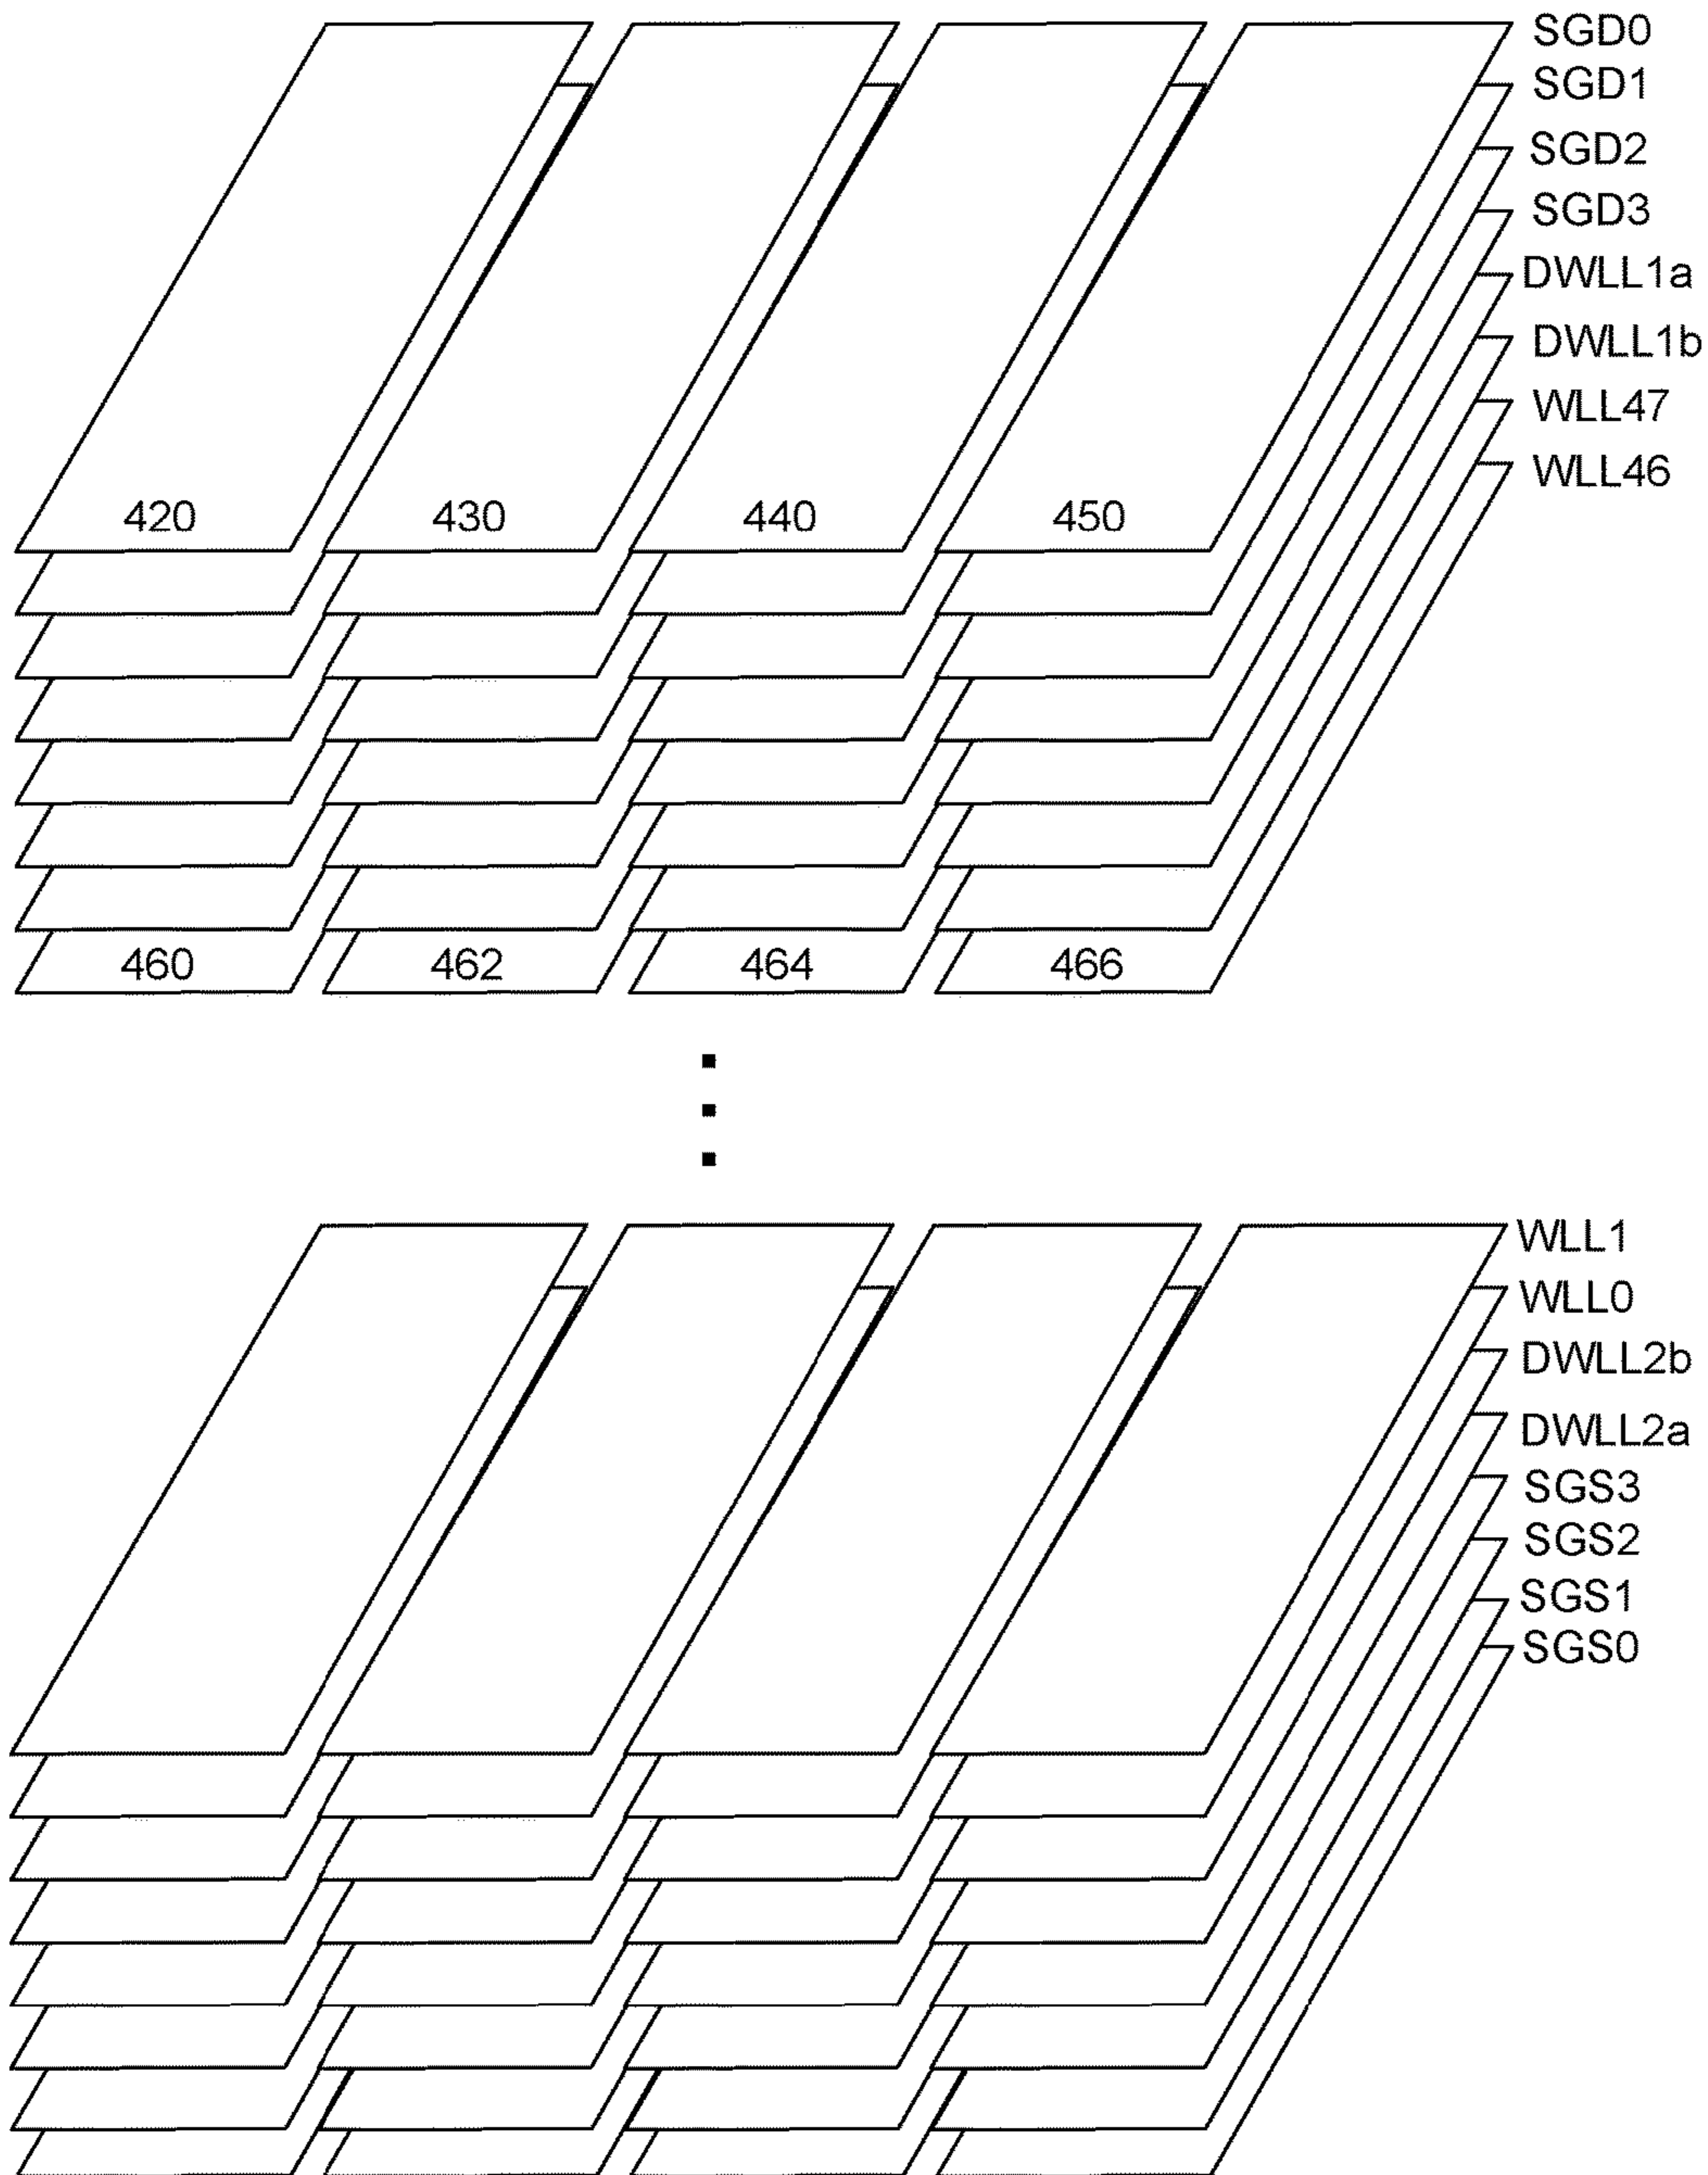 SGD0
SGD1
SGD2
SGD3
DWLL1a
DWLL1b
WLL47
WLL46
420 430 440 450
460 462 464 466
WLL1
WLL0
DWLL2b
DWLL2a
SGS3
SGS2
SGS1
SGS0